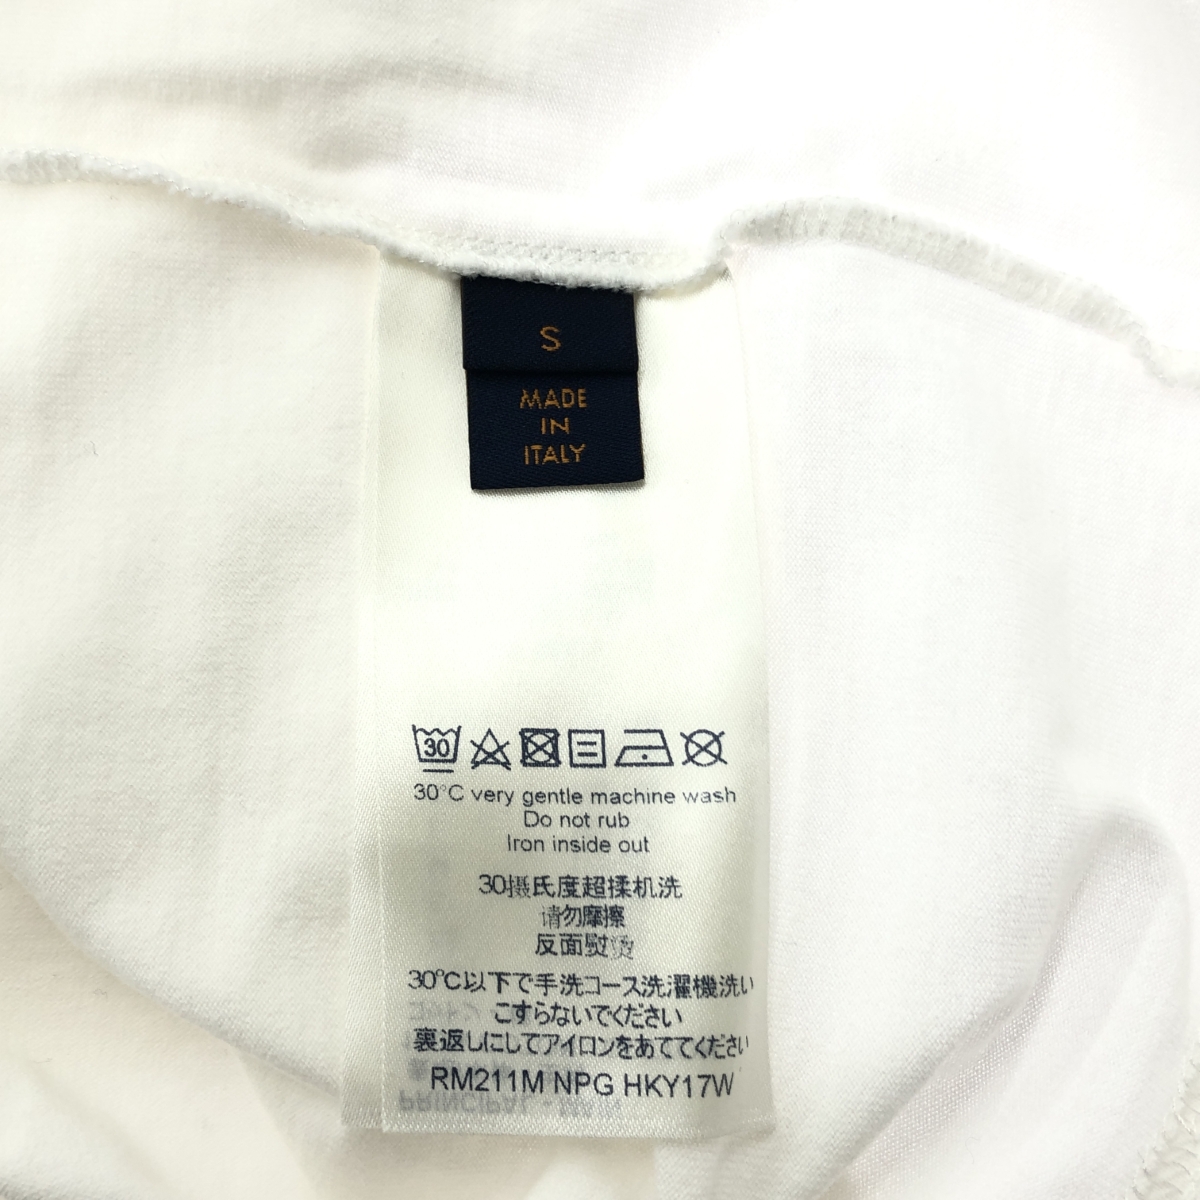 S
MADE
IN
ITALY
30
30°C very gentle machine wash
Do not rub
Iron inside out
30摄氏度超揉机洗
请勿摩擦
反面熨烫
30℃以下で手洗コース洗濯機洗い
こすらないでください
裏返しにしてアイロンをあててください
RM211M NPG HKY17W